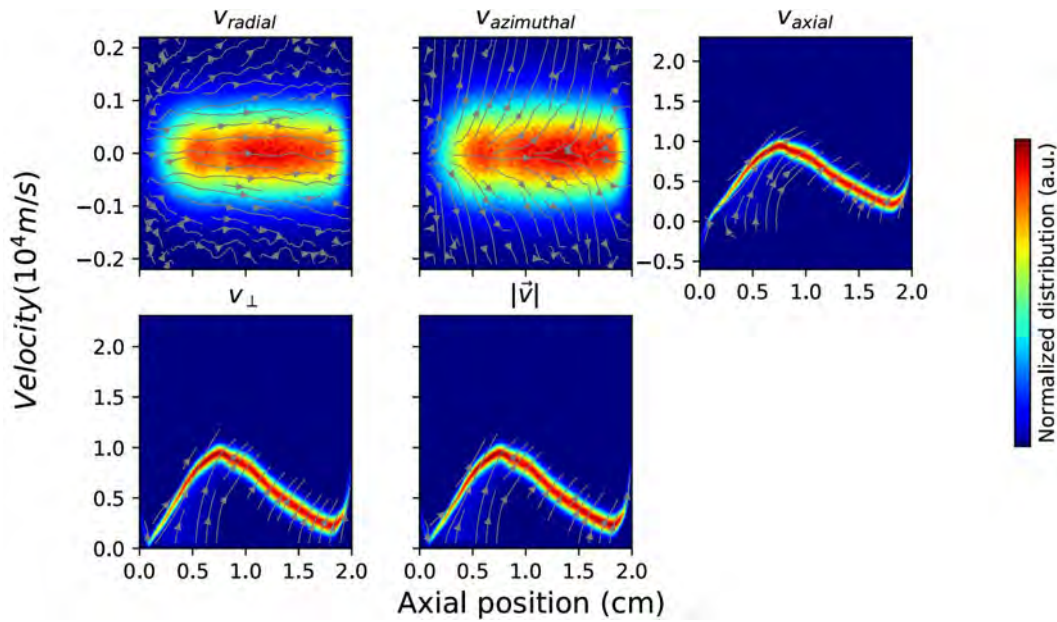 v_radial
v_azimuthal
v_axial
0.2
0.1
0.0
−0.1
−0.2
2.0
1.5
1.0
0.5
0.0
−0.5
0.0 0.5 1.0 1.5 2.0
Velocity(10^4 m/s)
Normalized distribution (a.u.)
v_⊥
|v⃗|
2.0
1.5
1.0
0.5
0.0
0.0 0.5 1.0 1.5 2.0
0.0 0.5 1.0 1.5 2.0
Axial position (cm)